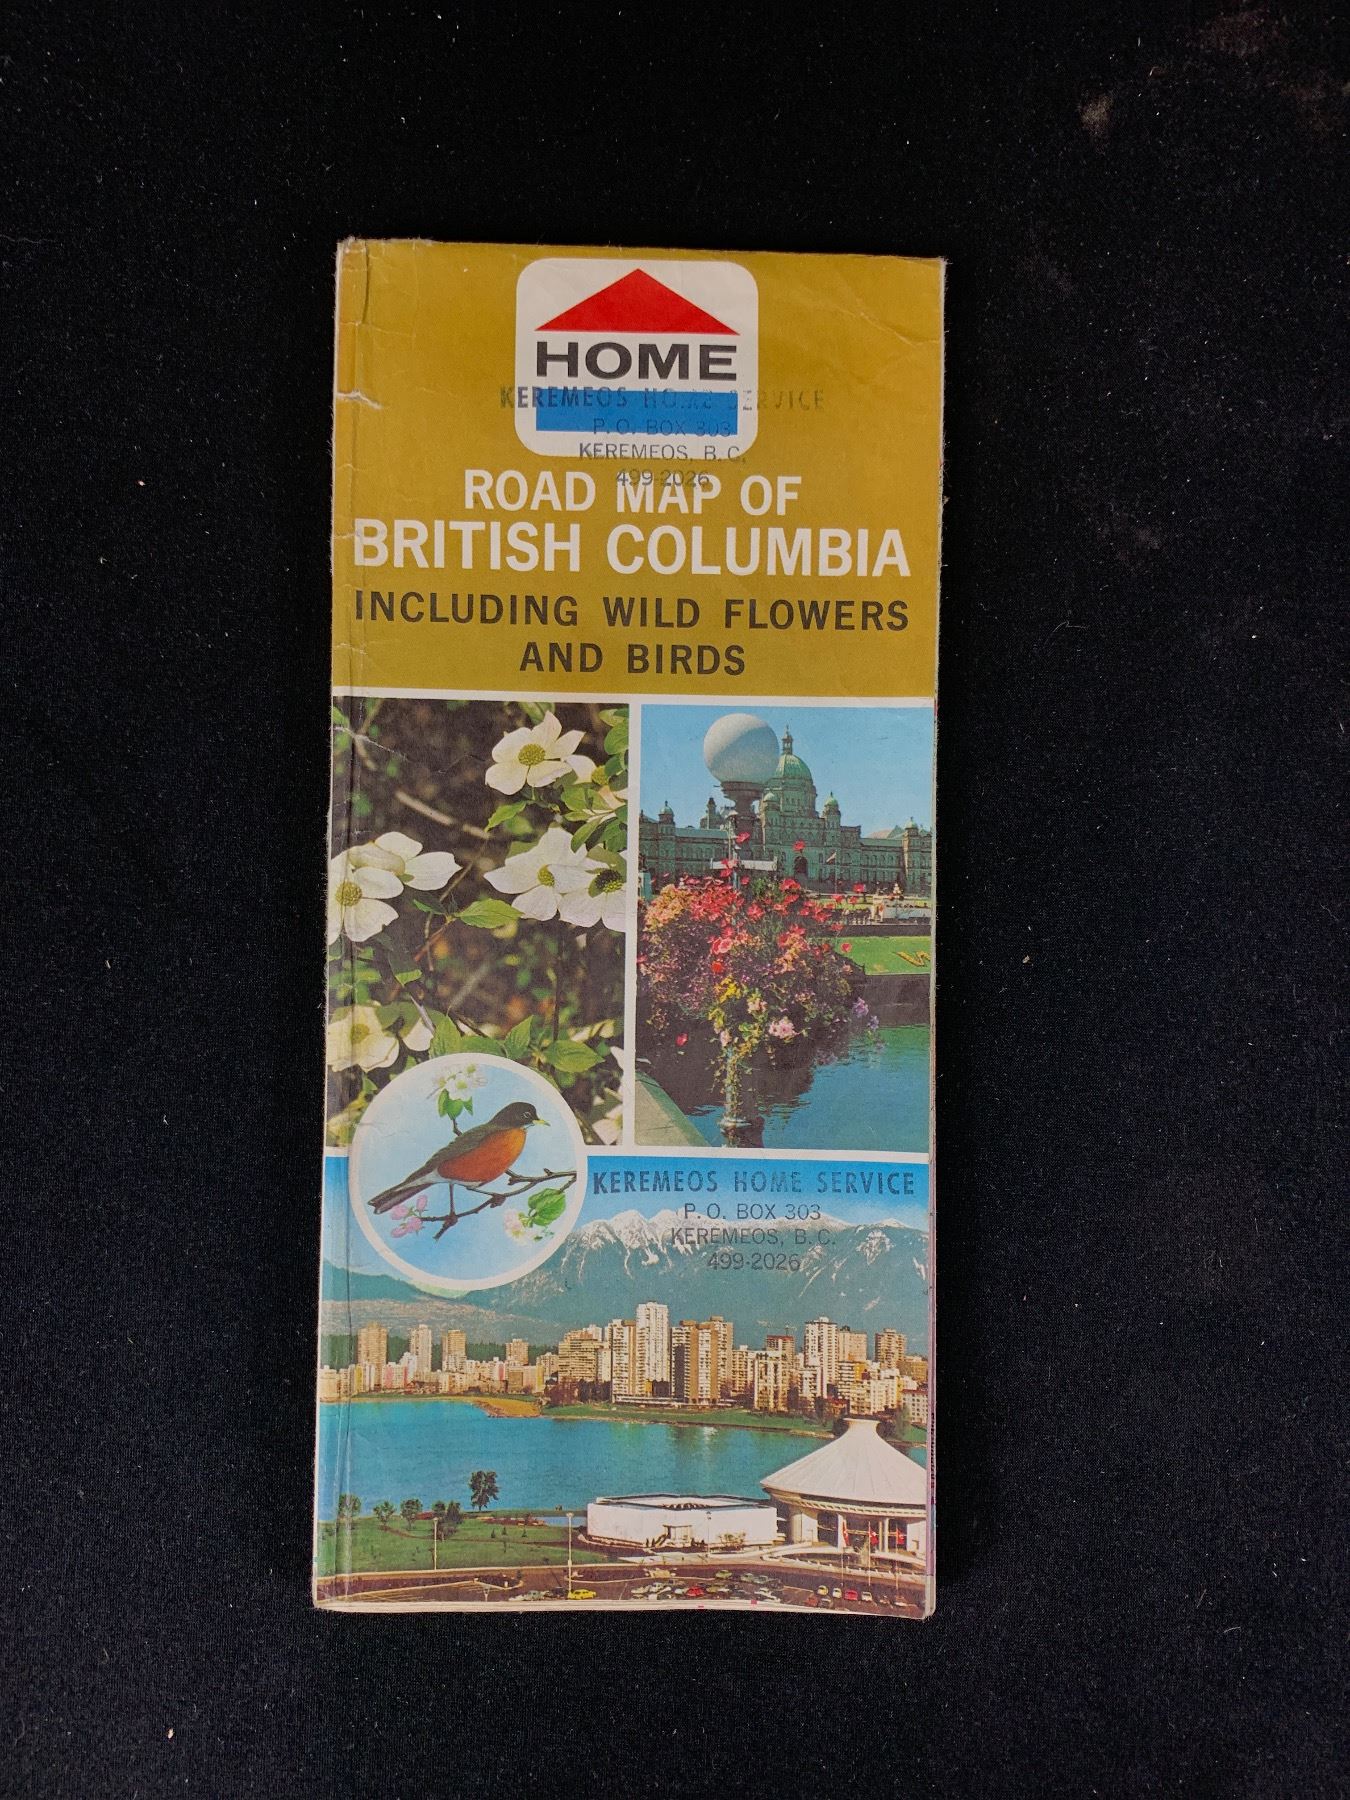 HOME
KEREMEOS HOME SERVICE
P. O. BOX 303
KEREMEOS, B. C.
499-2026
ROAD MAP OF
BRITISH COLUMBIA
INCLUDING WILD FLOWERS
AND BIRDS
KEREMEOS HOME SERVICE
P. O. BOX 303
KEREMEOS, B. C.
499-2026